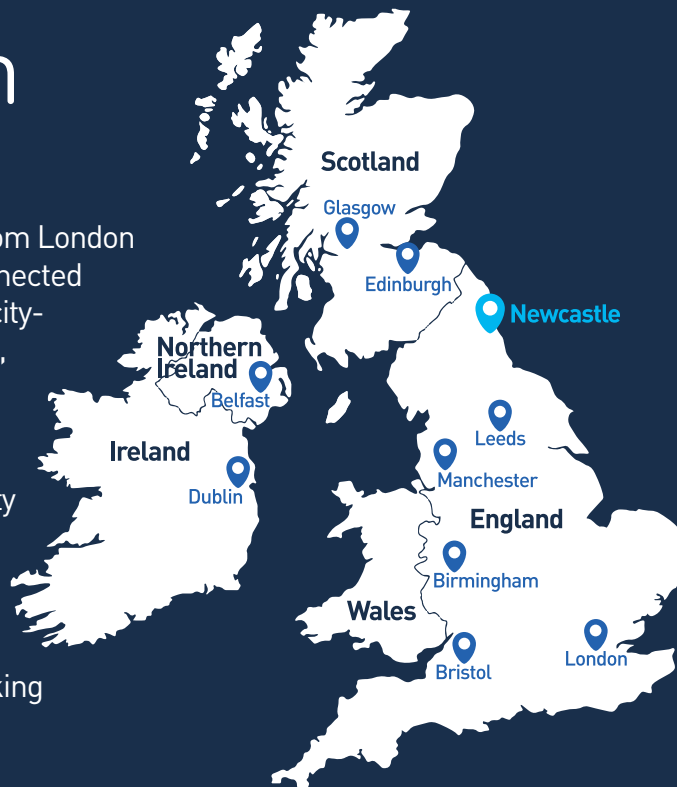 n
om London
nected
city-
,
ty
king
Scotland
Glasgow
Edinburgh
Newcastle
Northern
Ireland
Belfast
Ireland
Dublin
Leeds
Manchester
England
Birmingham
Wales
Bristol
London